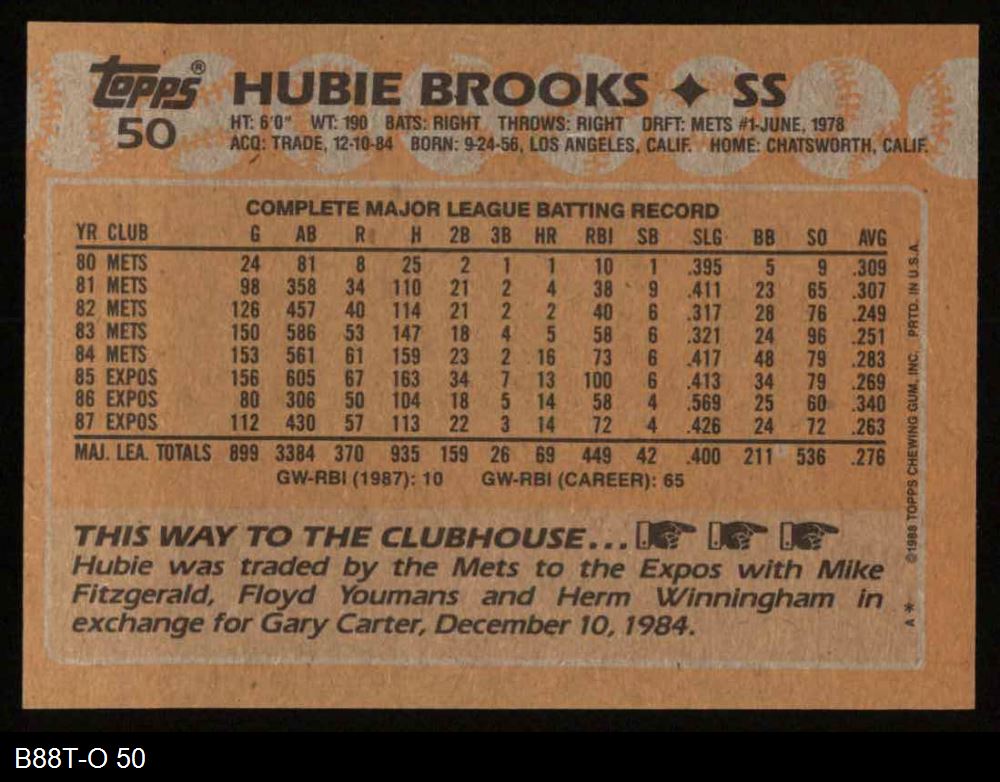 Topps® HUBIE BROOKS ♦ SS
50
HT: 6'0" WT: 190 BATS: RIGHT THROWS: RIGHT DRFT: METS #1-JUNE, 1978
ACQ: TRADE, 12-10-84 BORN: 9-24-56, LOS ANGELES, CALIF. HOME: CHATSWORTH, CALIF.
COMPLETE MAJOR LEAGUE BATTING RECORD
YR CLUB G AB R H 2B 3B HR RBI SB SLG BB SO AVG
80 METS 24 81 8 25 2 1 1 10 1 .395 5 9 .309
81 METS 98 358 34 110 21 2 4 38 9 .411 23 65 .307
82 METS 126 457 40 114 21 2 2 40 6 .317 28 76 .249
83 METS 150 586 53 147 18 4 5 58 6 .321 24 96 .251
84 METS 153 561 61 159 23 2 16 73 6 .417 48 79 .283
85 EXPOS 156 605 67 163 34 7 13 100 6 .413 34 79 .269
86 EXPOS 80 306 50 104 18 5 14 58 4 .569 25 60 .340
87 EXPOS 112 430 57 113 22 3 14 72 4 .426 24 72 .263
MAJ. LEA. TOTALS 899 3384 370 935 159 26 69 449 42 .400 211 536 .276
GW-RBI (1987): 10 GW-RBI (CAREER): 65
THIS WAY TO THE CLUBHOUSE...
Hubie was traded by the Mets to the Expos with Mike
Fitzgerald, Floyd Youmans and Herm Winningham in
exchange for Gary Carter, December 10, 1984.
A* ©1988 TOPPS CHEWING GUM, INC. PRTD. IN U.S.A.
B88T-O 50